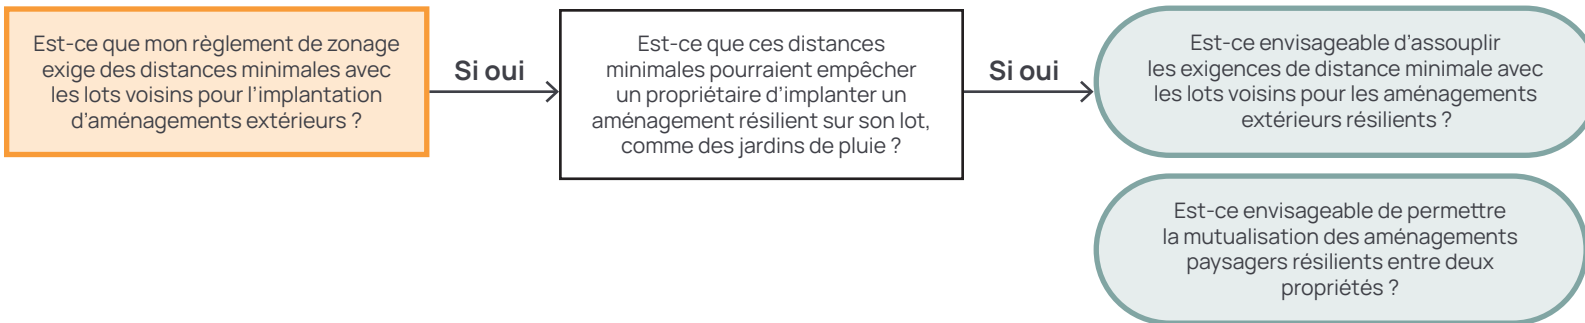 Est-ce que mon règlement de zonage
exige des distances minimales avec
les lots voisins pour l'implantation
d'aménagements extérieurs ?
Si oui
Est-ce que ces distances
minimales pourraient empêcher
un propriétaire d'implanter un
aménagement résilient sur son lot,
comme des jardins de pluie ?
Si oui
Est-ce envisageable d'assouplir
les exigences de distance minimale avec
les lots voisins pour les aménagements
extérieurs résilients ?
Est-ce envisageable de permettre
la mutualisation des aménagements
paysagers résilients entre deux
propriétés ?